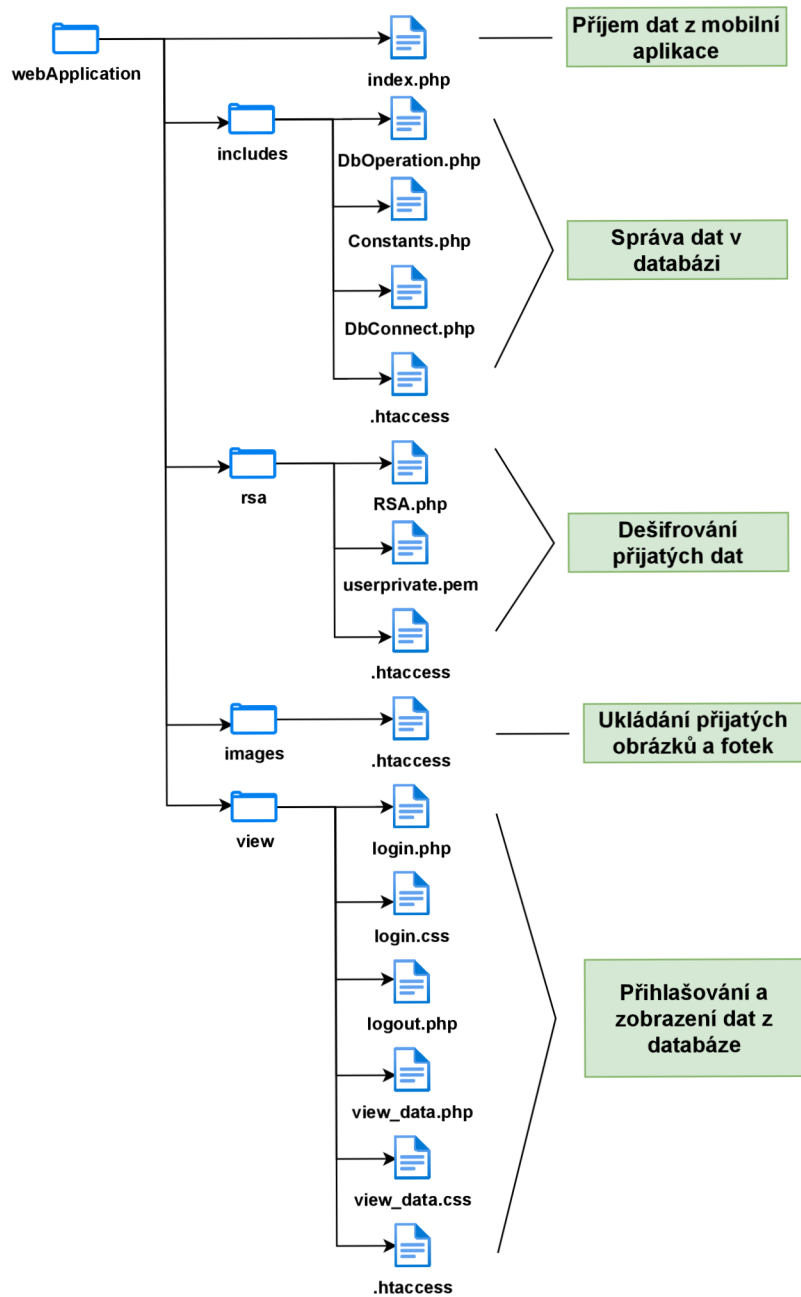 webApplication
index.php
Příjem dat z mobilní
aplikace
includes
DbOperation.php
Constants.php
DbConnect.php
.htaccess
Správa dat v
databázi
rsa
RSA.php
userprivate.pem
.htaccess
Dešifrování
přijatých dat
images
.htaccess
Ukládání přijatých
obrázků a fotek
view
login.php
login.css
logout.php
view_data.php
view_data.css
.htaccess
Přihlašování a
zobrazení dat z
databáze